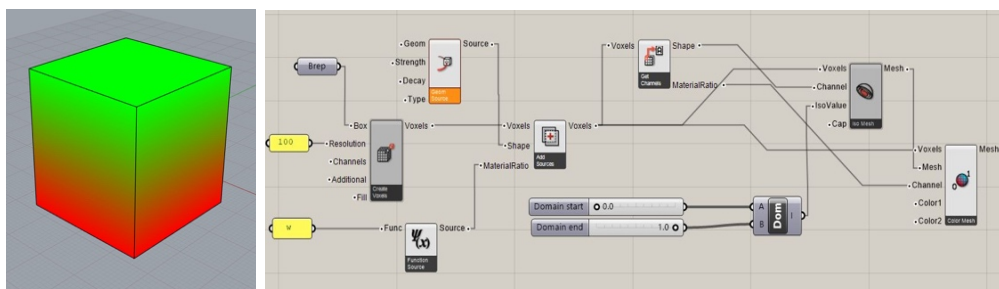 Geom
Source
Strength
Decay
Type
Geom
Source
Brep
Box
Voxels
100
Resolution
Channels
Additional
Fill
Create
Voxels
w
Func
Source
Function
Source
Voxels
Voxels
Shape
MaterialRatio
Add
Sources
Voxels
Shape
MaterialRatio
Get
Channels
Domain start
0.0
Domain end
1.0
A
B
Dom
I
Voxels
Mesh
Channel
IsoValue
Cap
Iso Mesh
Voxels
Mesh
Mesh
Channel
Color1
Color2
Color Mesh